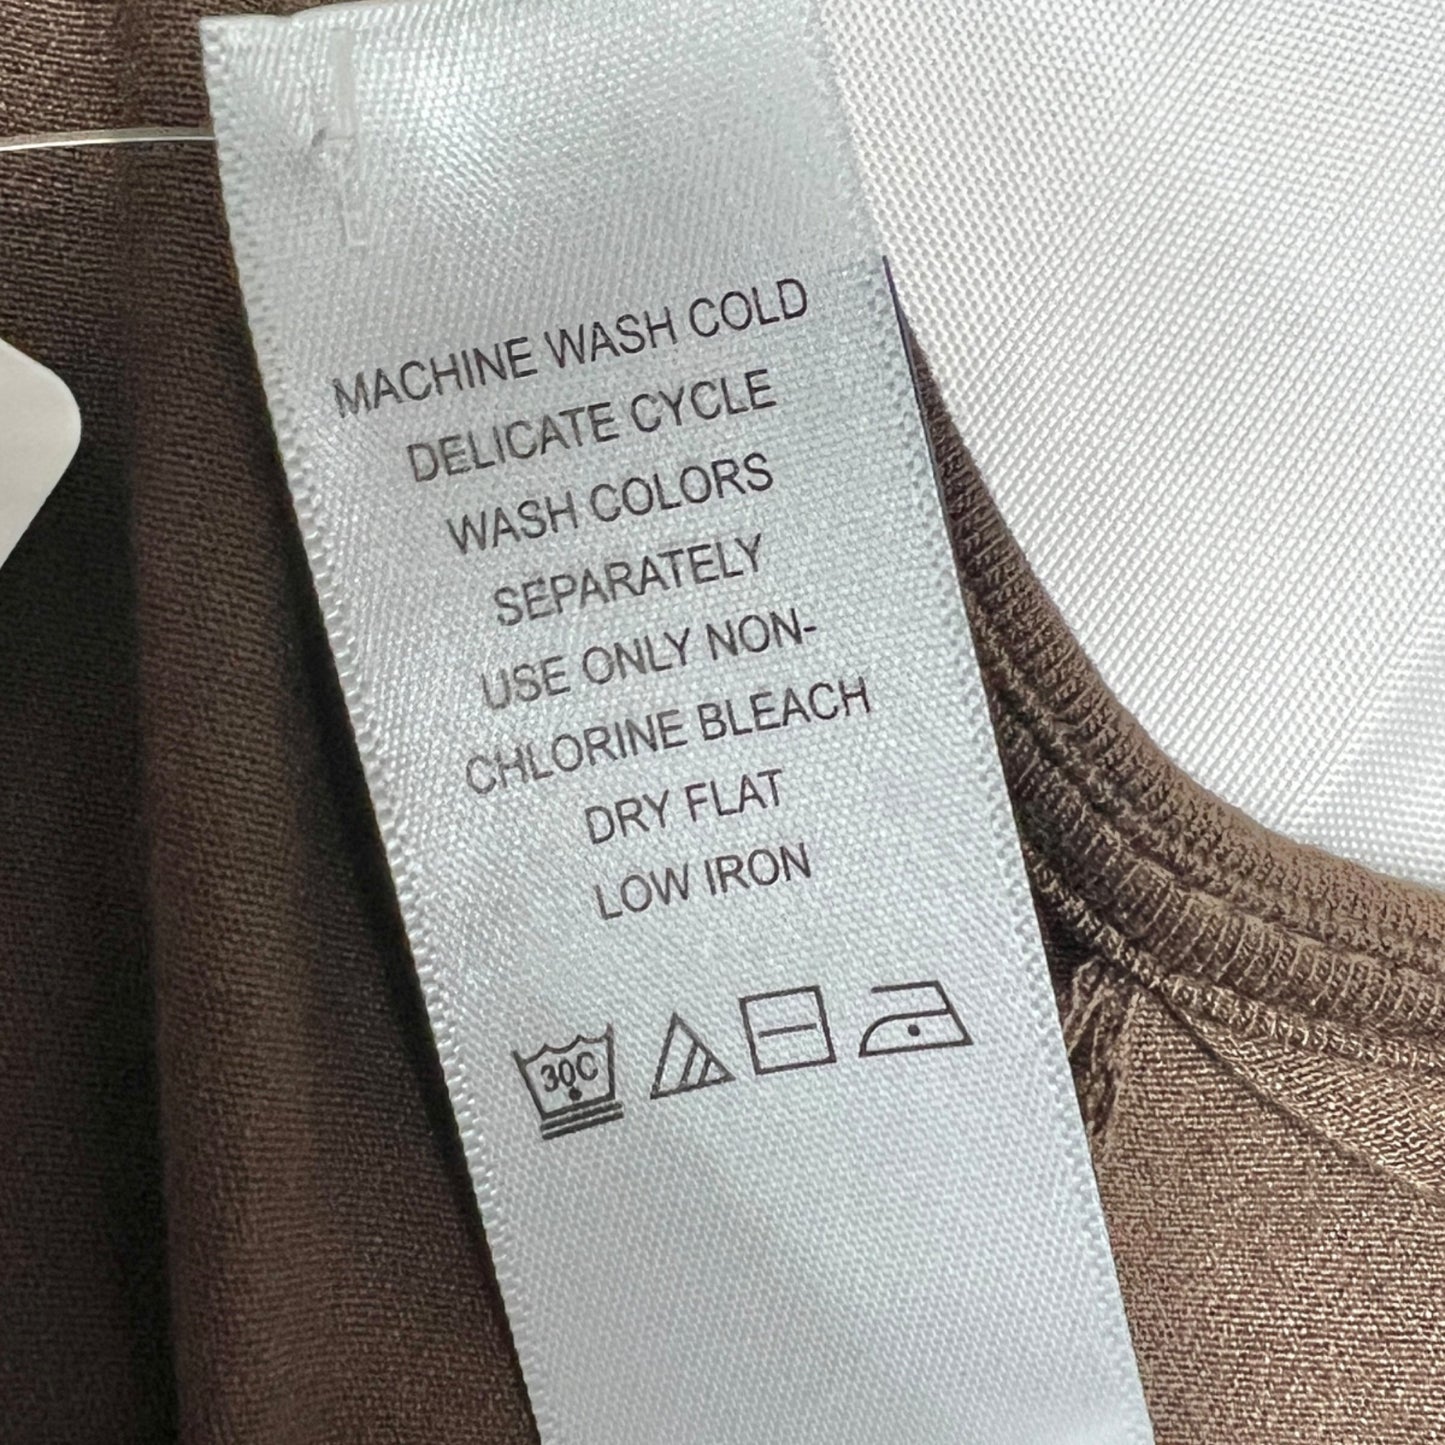 MACHINE WASH COLD
DELICATE CYCLE
WASH COLORS
SEPARATELY
USE ONLY NON-
CHLORINE BLEACH
DRY FLAT
LOW IRON
30C